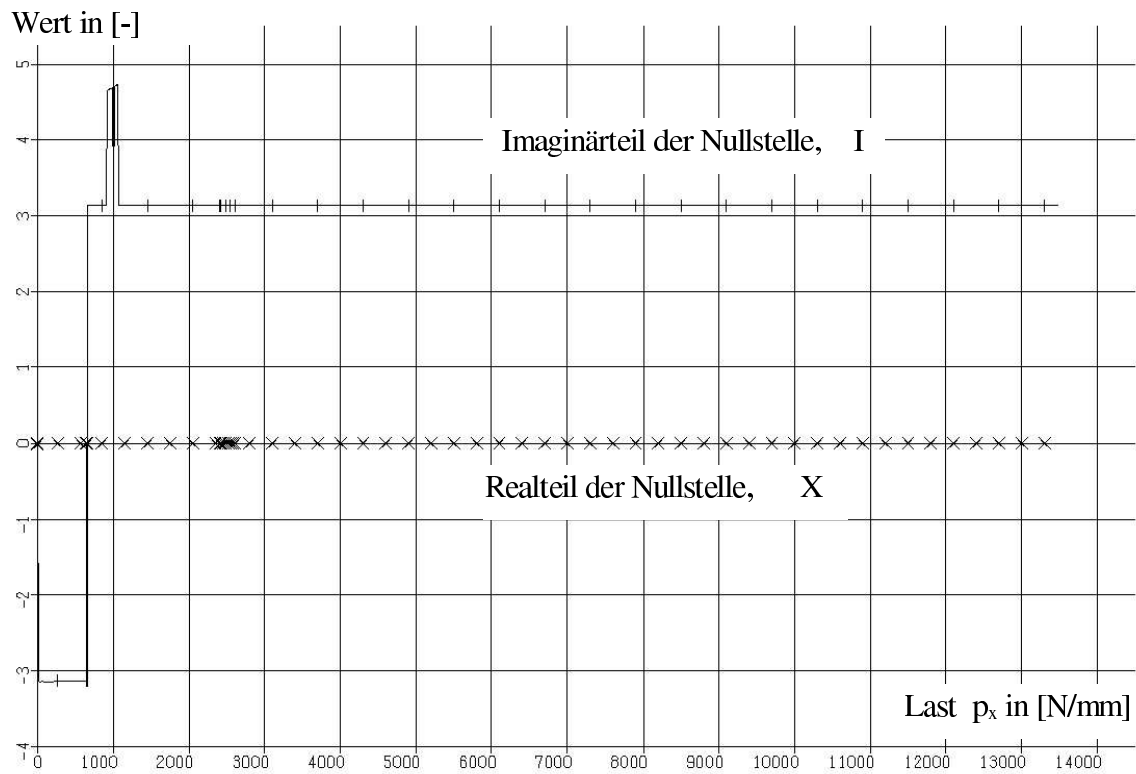 Wert in [-]
5
4
Imaginärteil der Nullstelle, I
3
2
1
0
Realteil der Nullstelle, X
-1
-2
-3
Last pₓ in [N/mm]
-4
0 1000 2000 3000 4000 5000 6000 7000 8000 9000 10000 11000 12000 13000 14000